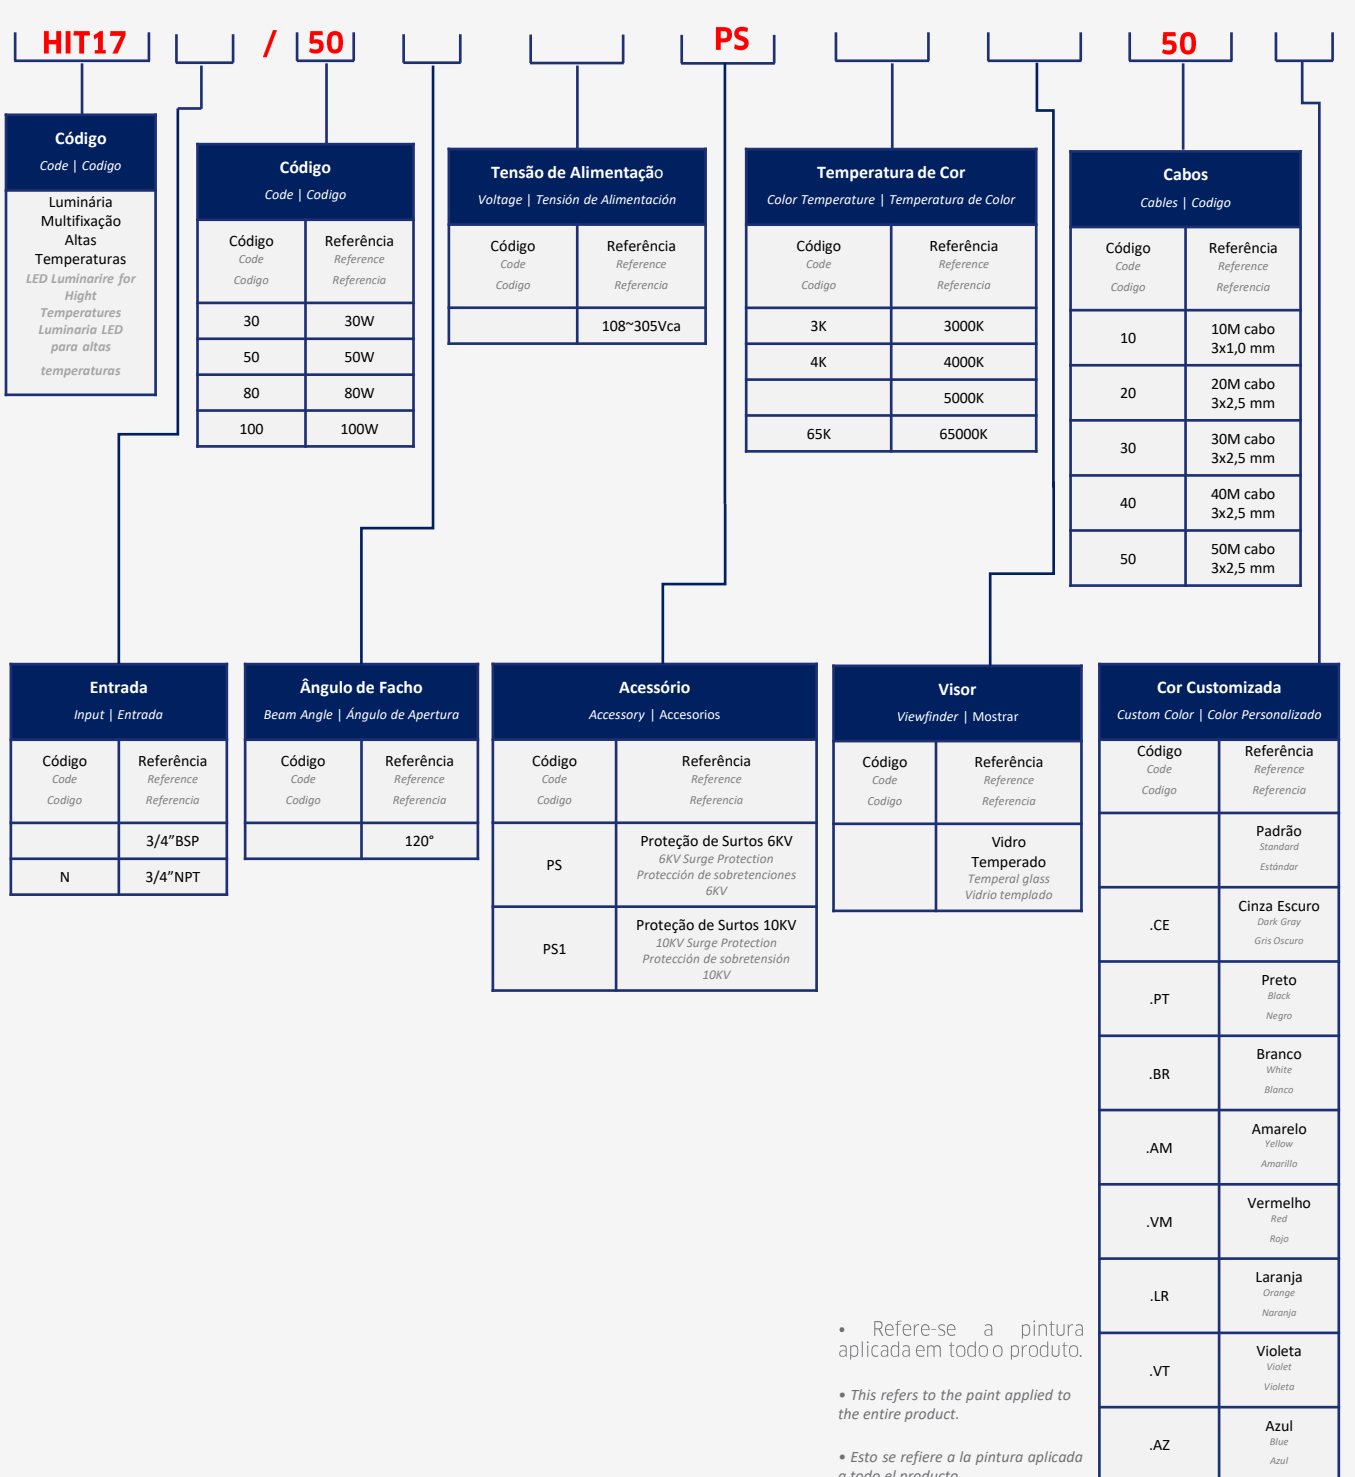 HIT17 / 50 PS 50
Código
Code | Codigo
Luminária
Multifixação
Altas
Temperaturas
LED Luminarire for
Hight
Temperatures
Luminaria LED
para altas
temperaturas
Código
Code | Codigo
Código Referência
Code Reference
Codigo Referencia
30 30W
50 50W
80 80W
100 100W
Tensão de Alimentação
Voltage | Tensión de Alimentación
Código Referência
Code Reference
Codigo Referencia
108~305Vca
Temperatura de Cor
Color Temperature | Temperatura de Color
Código Referência
Code Reference
Codigo Referencia
3K 3000K
4K 4000K
5000K
65K 65000K
Cabos
Cables | Codigo
Código Referência
Code Reference
Codigo Referencia
10 10M cabo
3x1,0 mm
20 20M cabo
3x2,5 mm
30 30M cabo
3x2,5 mm
40 40M cabo
3x2,5 mm
50 50M cabo
3x2,5 mm
Entrada
Input | Entrada
Código Referência
Code Reference
Codigo Referencia
3/4”BSP
N 3/4”NPT
Ângulo de Facho
Beam Angle | Ángulo de Apertura
Código Referência
Code Reference
Codigo Referencia
120°
Acessório
Accessory | Accesorios
Código Referência
Code Reference
Codigo Referencia
PS Proteção de Surtos 6KV
6KV Surge Protection
Protección de sobretenciones
6KV
PS1 Proteção de Surtos 10KV
10KV Surge Protection
Protección de sobretensión
10KV
Visor
Viewfinder | Mostrar
Código Referência
Code Reference
Codigo Referencia
Vidro
Temperado
Temperal glass
Vidrio templado
Cor Customizada
Custom Color | Color Personalizado
Código Referência
Code Reference
Codigo Referencia
Padrão
Standard
Estándar
.CE Cinza Escuro
Dark Gray
Gris Oscuro
.PT Preto
Black
Negro
.BR Branco
White
Blanco
.AM Amarelo
Yellow
Amarillo
.VM Vermelho
Red
Rojo
.LR Laranja
Orange
Naranja
.VT Violeta
Violet
Violeta
.AZ Azul
Blue
Azul
• Refere-se a pintura
aplicada em todo o produto.
• This refers to the paint applied to
the entire product.
• Esto se refiere a la pintura aplicada
a todo el producto